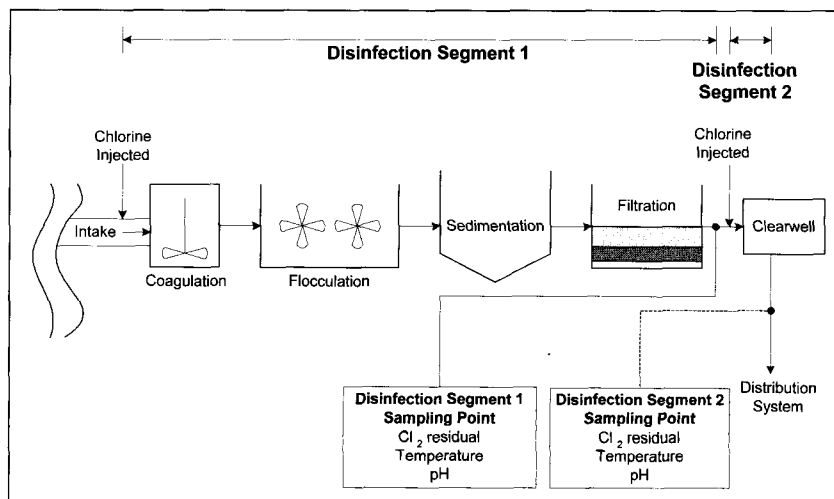 Disinfection Segment 1
Disinfection
Segment 2
Chlorine
Injected
Chlorine
Injected
Intake
Coagulation
Flocculation
Sedimentation
Filtration
Clearwell
Disinfection Segment 1
Sampling Point
Cl 2 residual
Temperature
pH
Disinfection Segment 2
Sampling Point
Cl 2 residual
Temperature
pH
Distribution
System